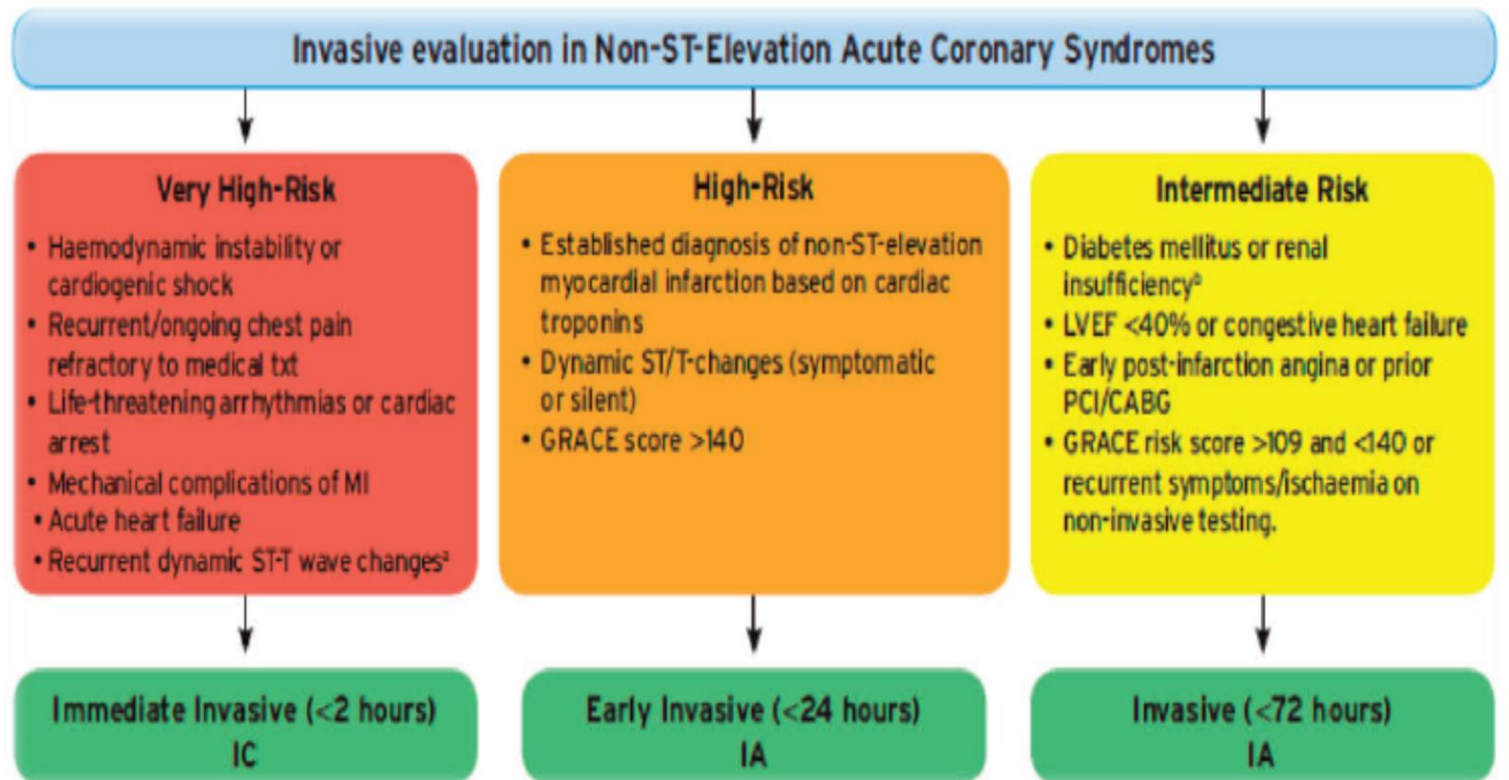 Invasive evaluation in Non-ST-Elevation Acute Coronary Syndromes
Very High-Risk
• Haemodynamic instability or
cardiogenic shock
• Recurrent/ongoing chest pain
refractory to medical txt
• Life-threatening arrhythmias or cardiac
arrest
• Mechanical complications of MI
• Acute heart failure
• Recurrent dynamic ST-T wave changesª
Immediate Invasive (<2 hours)
IC
High-Risk
• Established diagnosis of non-ST-elevation
myocardial infarction based on cardiac
troponins
• Dynamic ST/T-changes (symptomatic
or silent)
• GRACE score >140
Early Invasive (<24 hours)
IA
Intermediate Risk
• Diabetes mellitus or renal
insufficiency
• LVEF <40% or congestive heart failure
• Early post-infarction angina or prior
PCI/CABG
• GRACE risk score >109 and <140 or
recurrent symptoms/ischaemia on
non-invasive testing.
Invasive (<72 hours)
IA